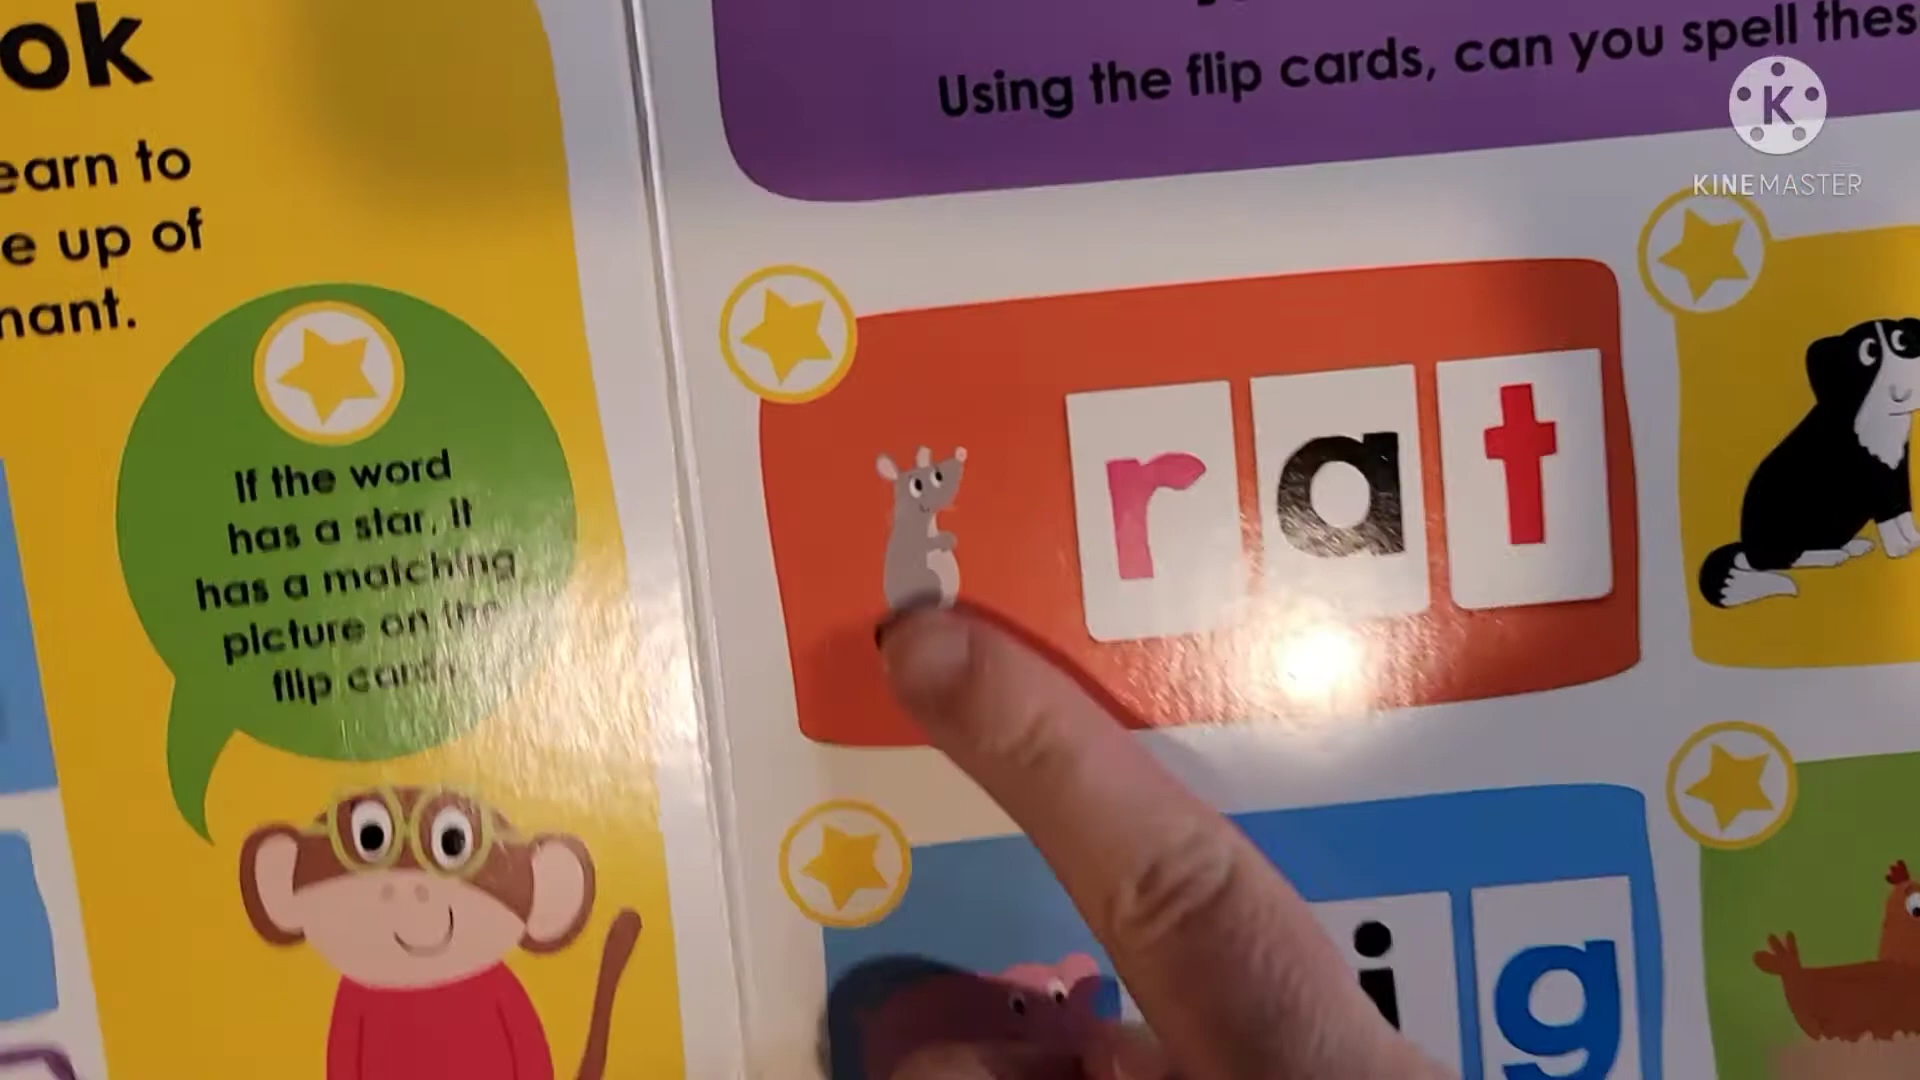 ok
earn to
e up of
nant.
If the word
has a star, it
has a matching
picture on the
flip cards.
Using the flip cards, can you spell thes
KINEMASTER
rat
ig